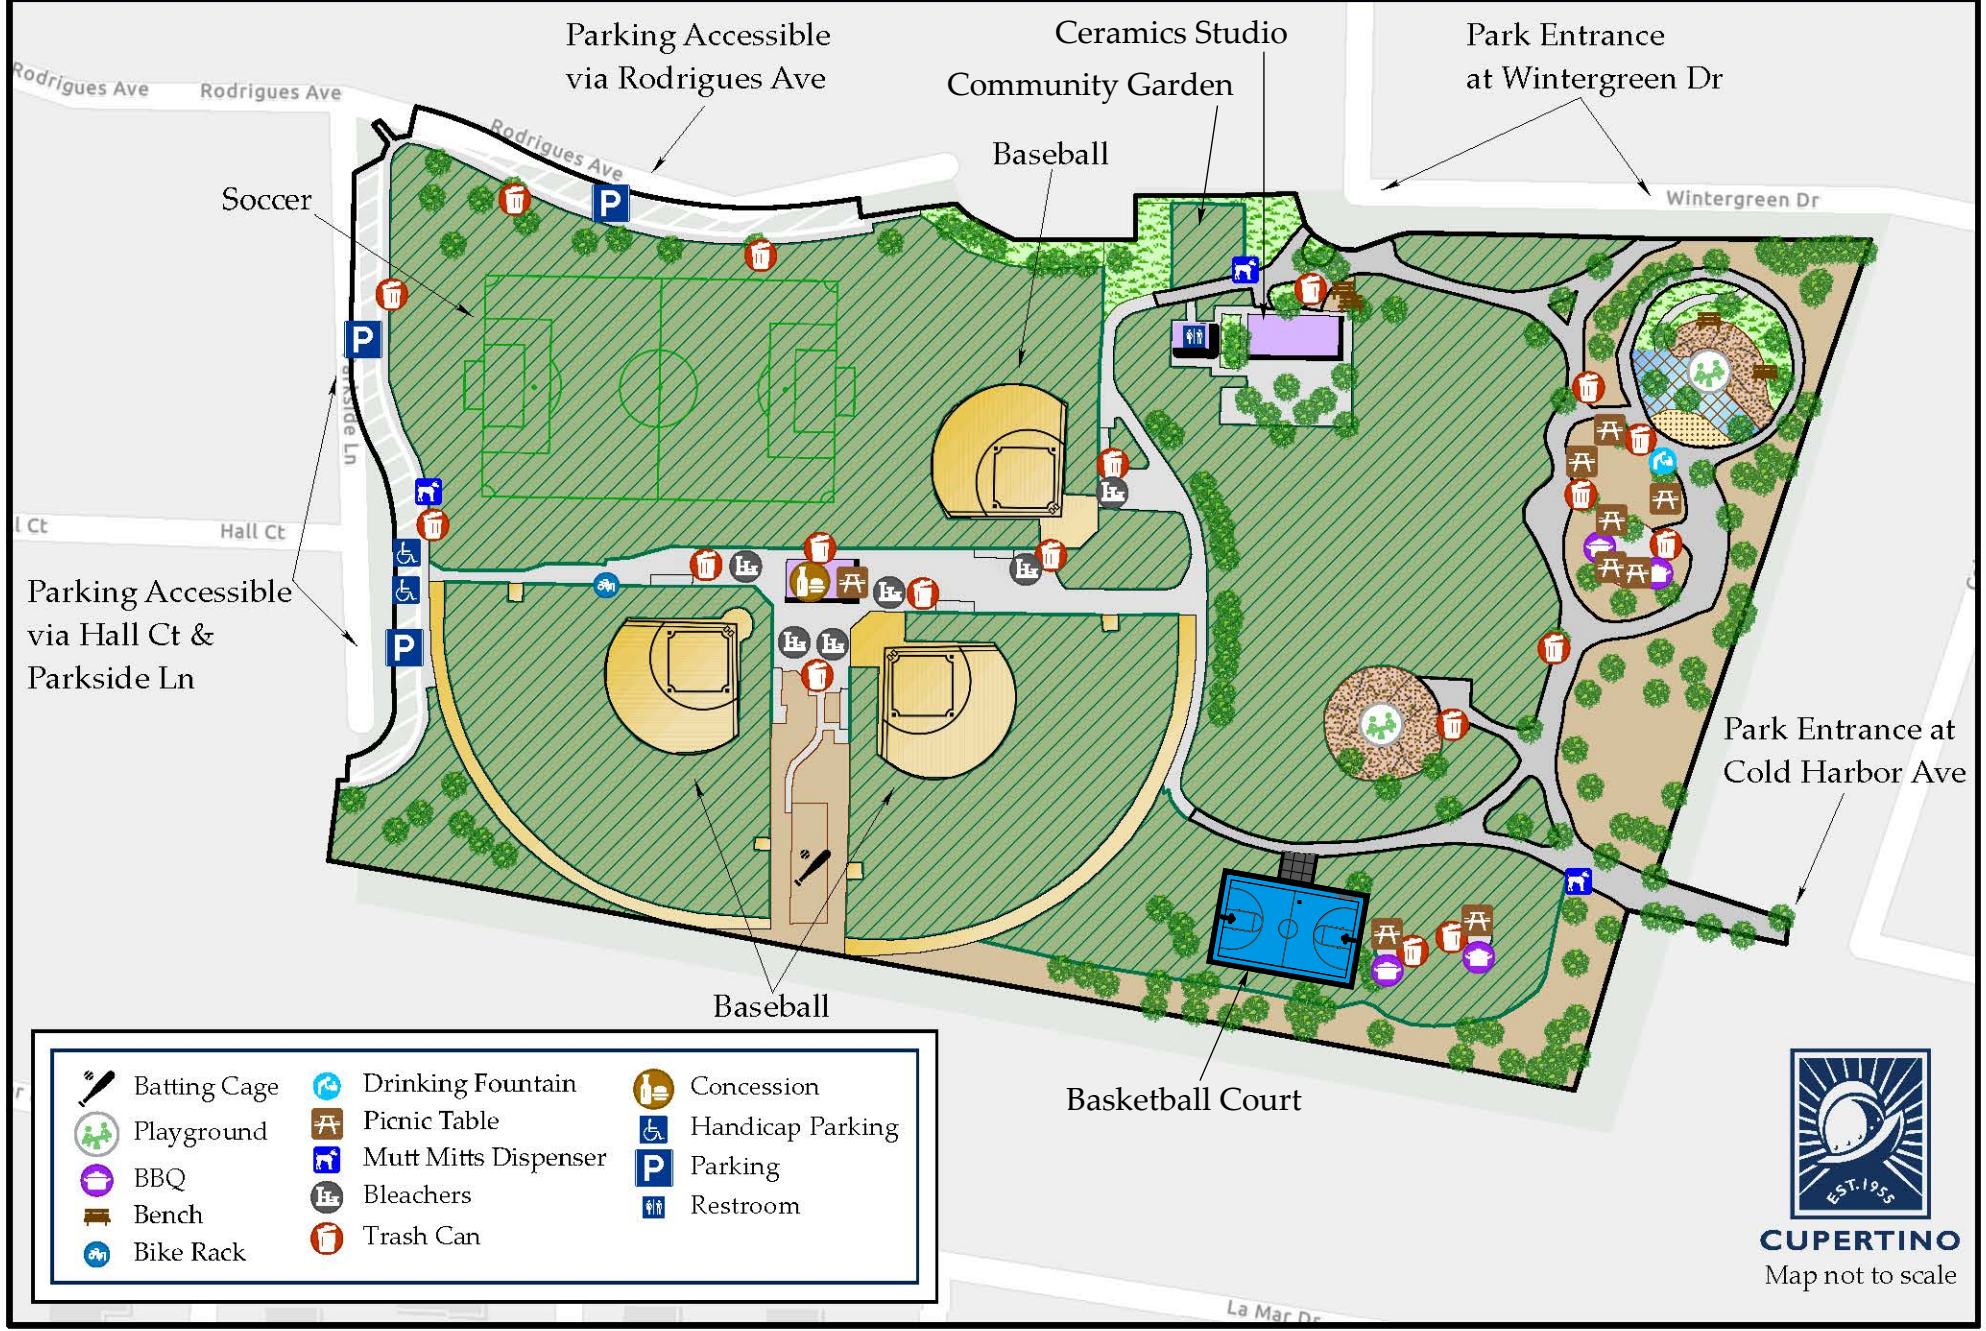 Parking Accessible
via Rodrigues Ave
Ceramics Studio
Community Garden
Baseball
Park Entrance
at Wintergreen Dr
Rodrigues Ave
Rodrigues Ave
Rodrigues Ave
Wintergreen Dr
Soccer
P
P
Parkside Ln
Hall Ct
l Ct
Parking Accessible
via Hall Ct &
Parkside Ln
P
Park Entrance at
Cold Harbor Ave
Baseball
Basketball Court
Batting Cage
Playground
BBQ
Bench
Bike Rack
Drinking Fountain
Picnic Table
Mutt Mitts Dispenser
Bleachers
Trash Can
Concession
Handicap Parking
P
Parking
Restroom
EST. 1955
CUPERTINO
Map not to scale
La Mar Dr